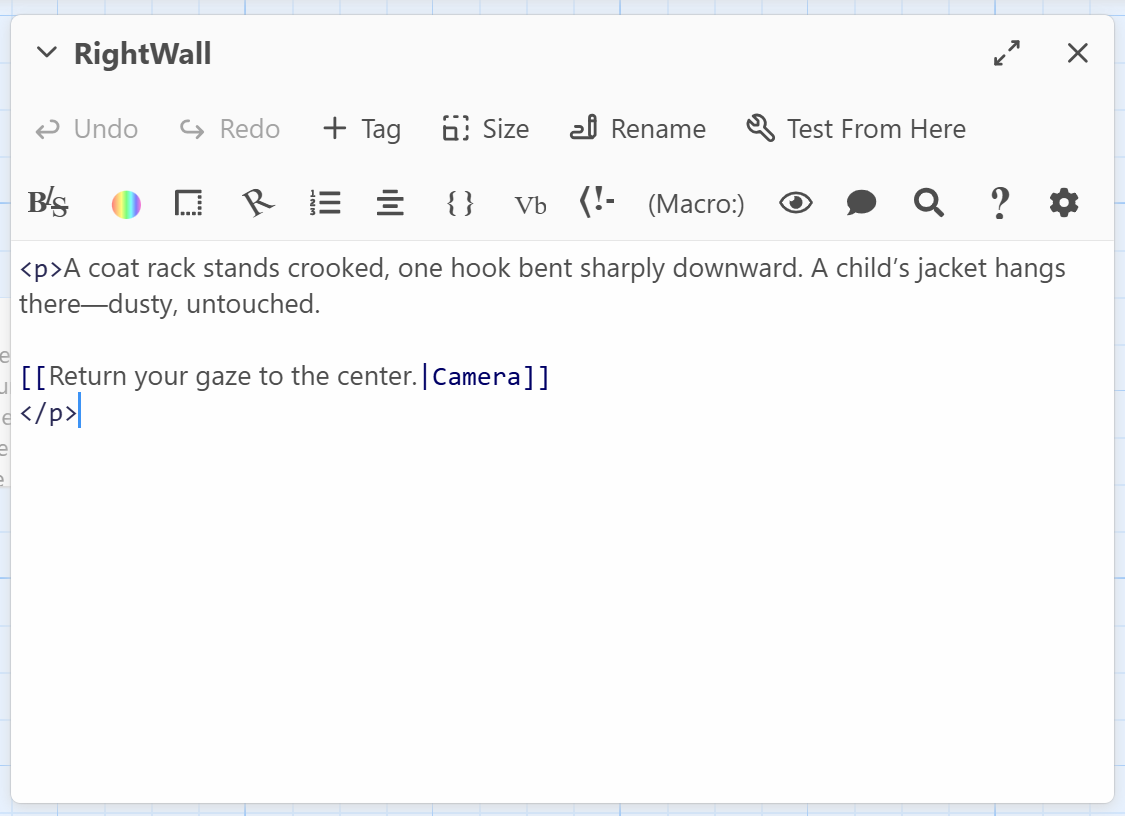 RightWall
Undo Redo Tag Size Rename Test From Here
B/S Vb (Macro:)
<p>A coat rack stands crooked, one hook bent sharply downward. A child’s jacket hangs
there—dusty, untouched.
[[Return your gaze to the center.|Camera]]
</p>